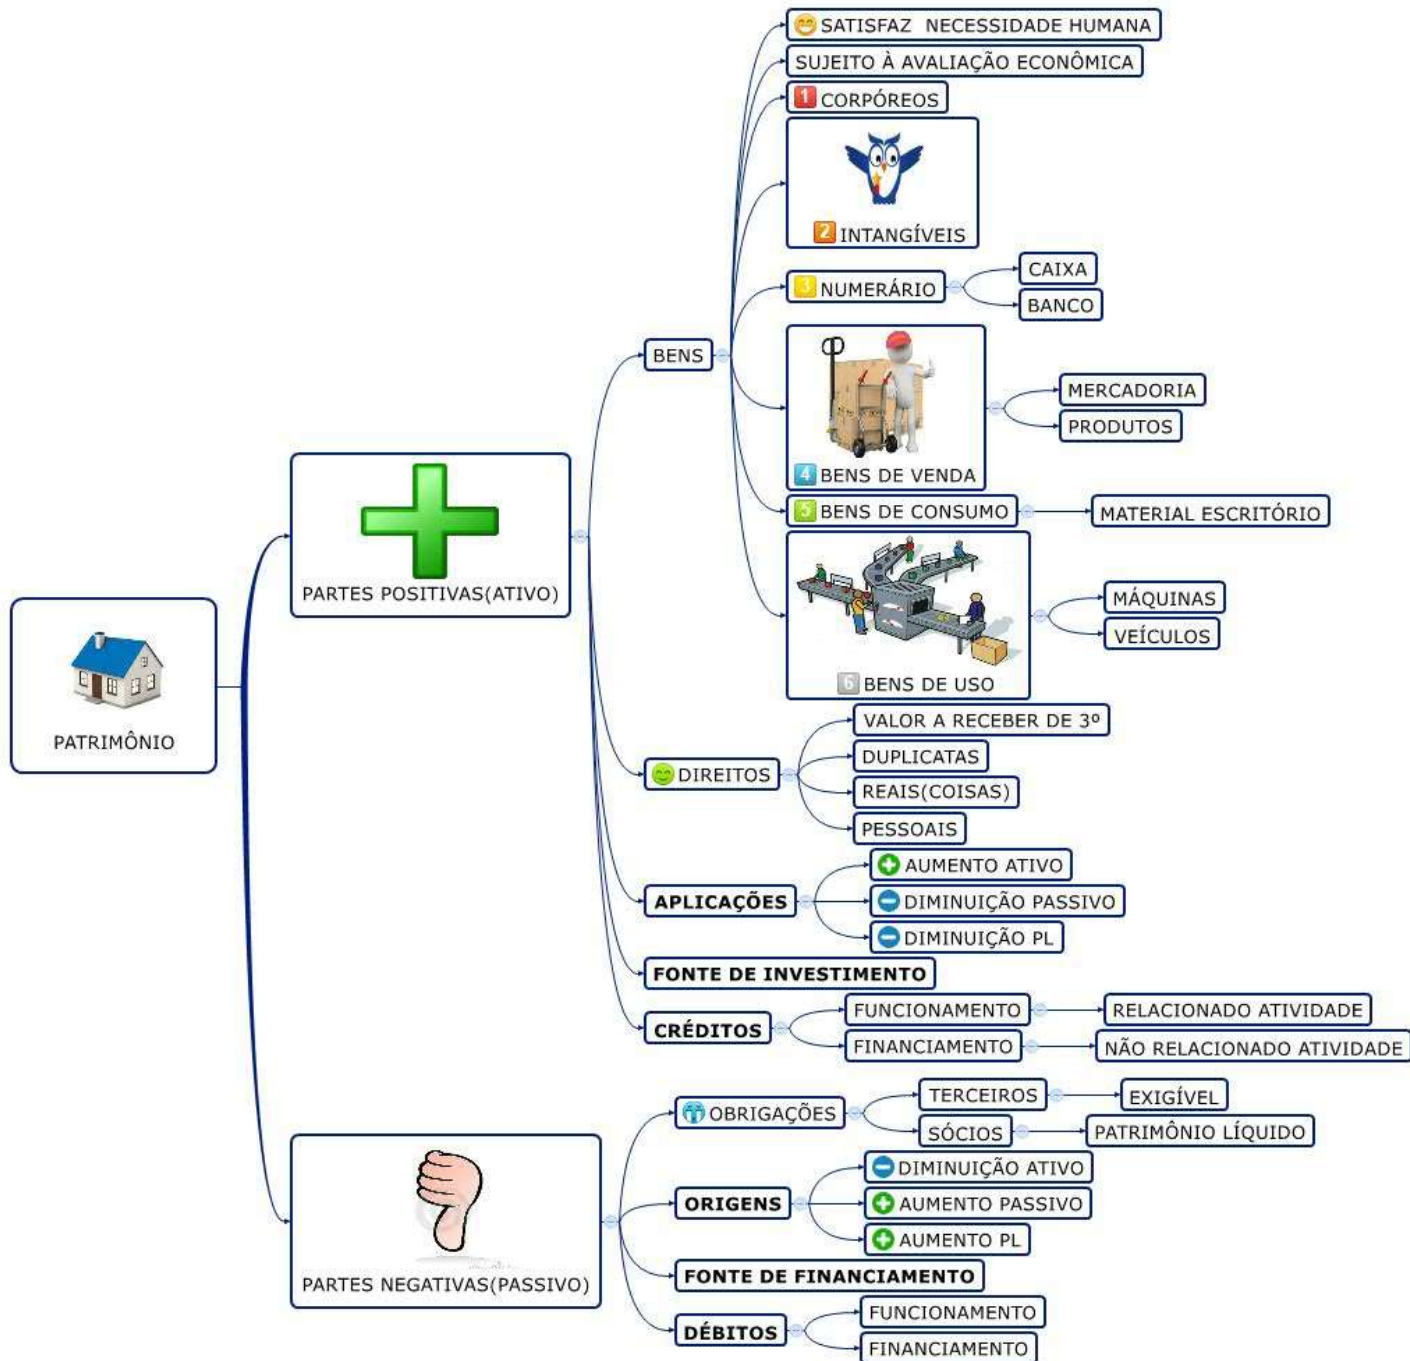 PATRIMÔNIO
PARTES POSITIVAS(ATIVO)
BENS
SATISFAZ NECESSIDADE HUMANA
SUJEITO À AVALIAÇÃO ECONÔMICA
1 CORPÓREOS
2 INTANGÍVEIS
3 NUMERÁRIO
CAIXA
BANCO
4 BENS DE VENDA
MERCADORIA
PRODUTOS
5 BENS DE CONSUMO
MATERIAL ESCRITÓRIO
6 BENS DE USO
MÁQUINAS
VEÍCULOS
DIREITOS
VALOR A RECEBER DE 3º
DUPLICATAS
REAIS(COISAS)
PESSOAIS
APLICAÇÕES
AUMENTO ATIVO
DIMINUIÇÃO PASSIVO
DIMINUIÇÃO PL
FONTE DE INVESTIMENTO
CRÉDITOS
FUNCIONAMENTO
RELACIONADO ATIVIDADE
FINANCIAMENTO
NÃO RELACIONADO ATIVIDADE
PARTES NEGATIVAS(PASSIVO)
OBRIGAÇÕES
TERCEIROS
EXIGÍVEL
SÓCIOS
PATRIMÔNIO LÍQUIDO
ORIGENS
DIMINUIÇÃO ATIVO
AUMENTO PASSIVO
AUMENTO PL
FONTE DE FINANCIAMENTO
DÉBITOS
FUNCIONAMENTO
FINANCIAMENTO